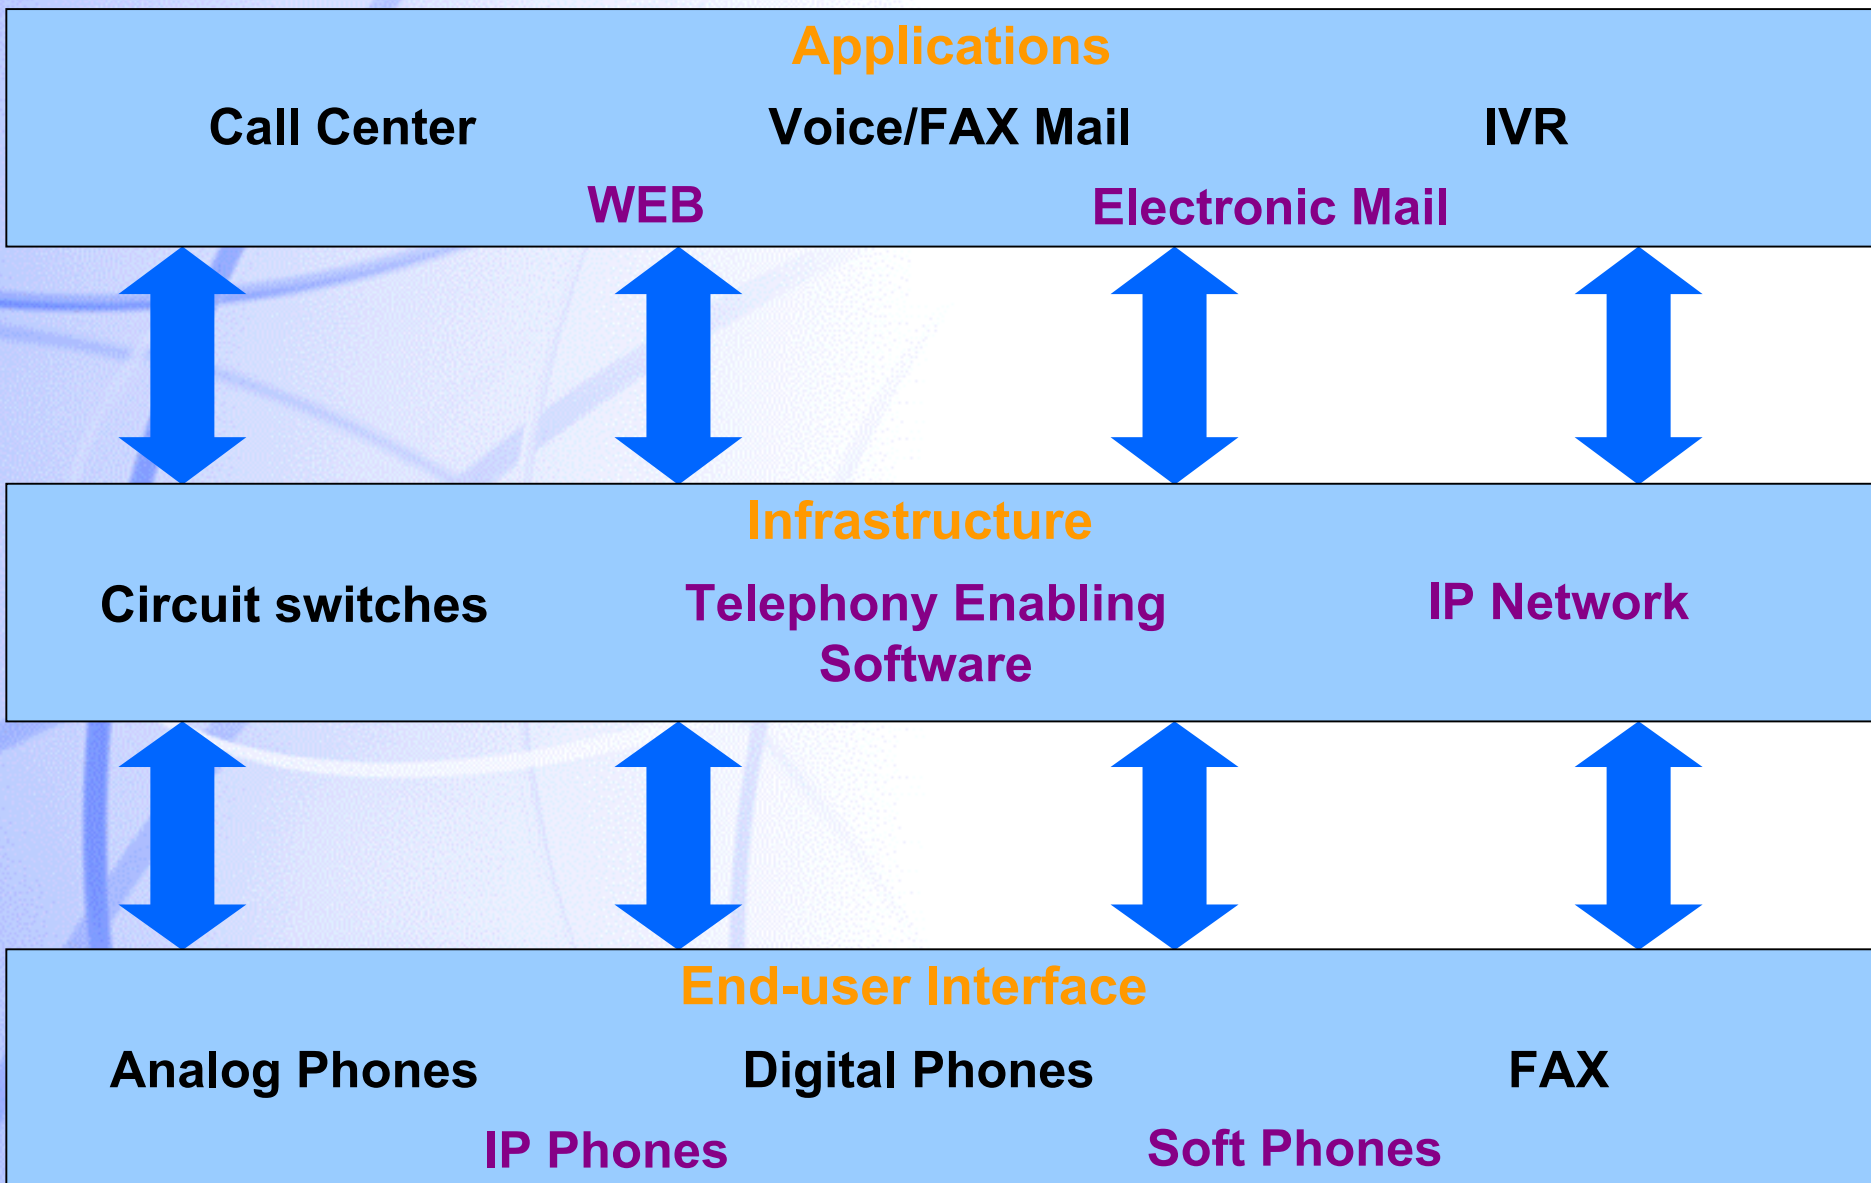 Applications
Call Center Voice/FAX Mail IVR
WEB Electronic Mail
Infrastructure
Circuit switches Telephony Enabling IP Network
Software
End-user Interface
Analog Phones Digital Phones FAX
IP Phones Soft Phones